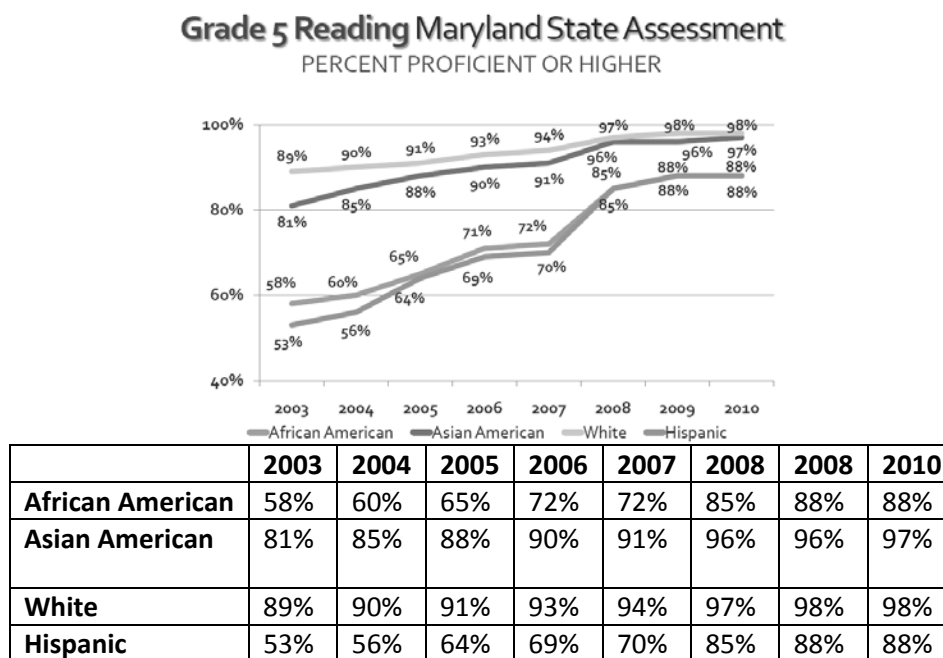 Grade 5 Reading Maryland State Assessment
PERCENT PROFICIENT OR HIGHER
100%
80%
60%
40%
89% 90% 91% 93% 94% 97% 98% 98%
81% 85% 88% 90% 91% 96% 96% 97%
58% 60% 65% 71% 72% 85% 88% 88%
53% 56% 64% 69% 70% 85% 88% 88%
2003 2004 2005 2006 2007 2008 2009 2010
African American Asian American White Hispanic
2003 2004 2005 2006 2007 2008 2008 2010
African American 58% 60% 65% 72% 72% 85% 88% 88%
Asian American 81% 85% 88% 90% 91% 96% 96% 97%
White 89% 90% 91% 93% 94% 97% 98% 98%
Hispanic 53% 56% 64% 69% 70% 85% 88% 88%